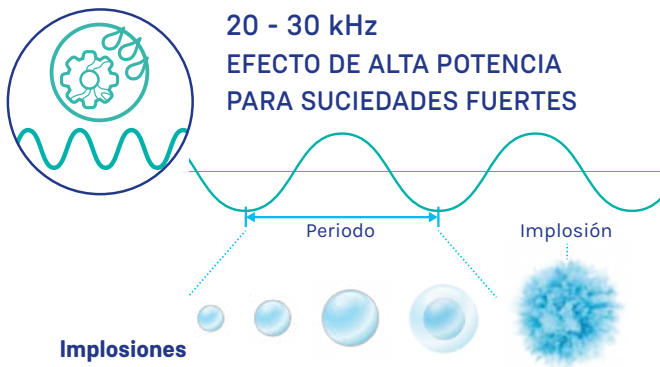 20 - 30 kHz
EFECTO DE ALTA POTENCIA
PARA SUCIEDADES FUERTES
Periodo
Implosión
Implosiones